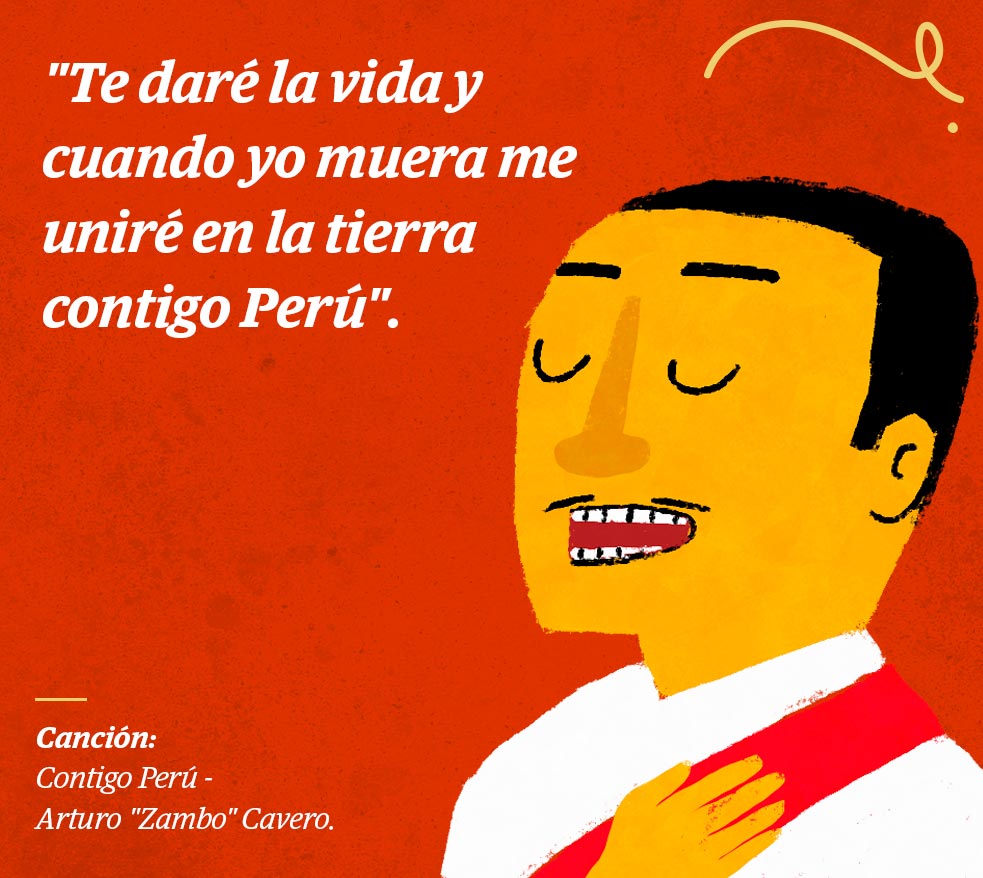 "Te daré la vida y
cuando yo muera me
uniré en la tierra
contigo Perú".
Canción:
Contigo Perú -
Arturo "Zambo" Cavero.